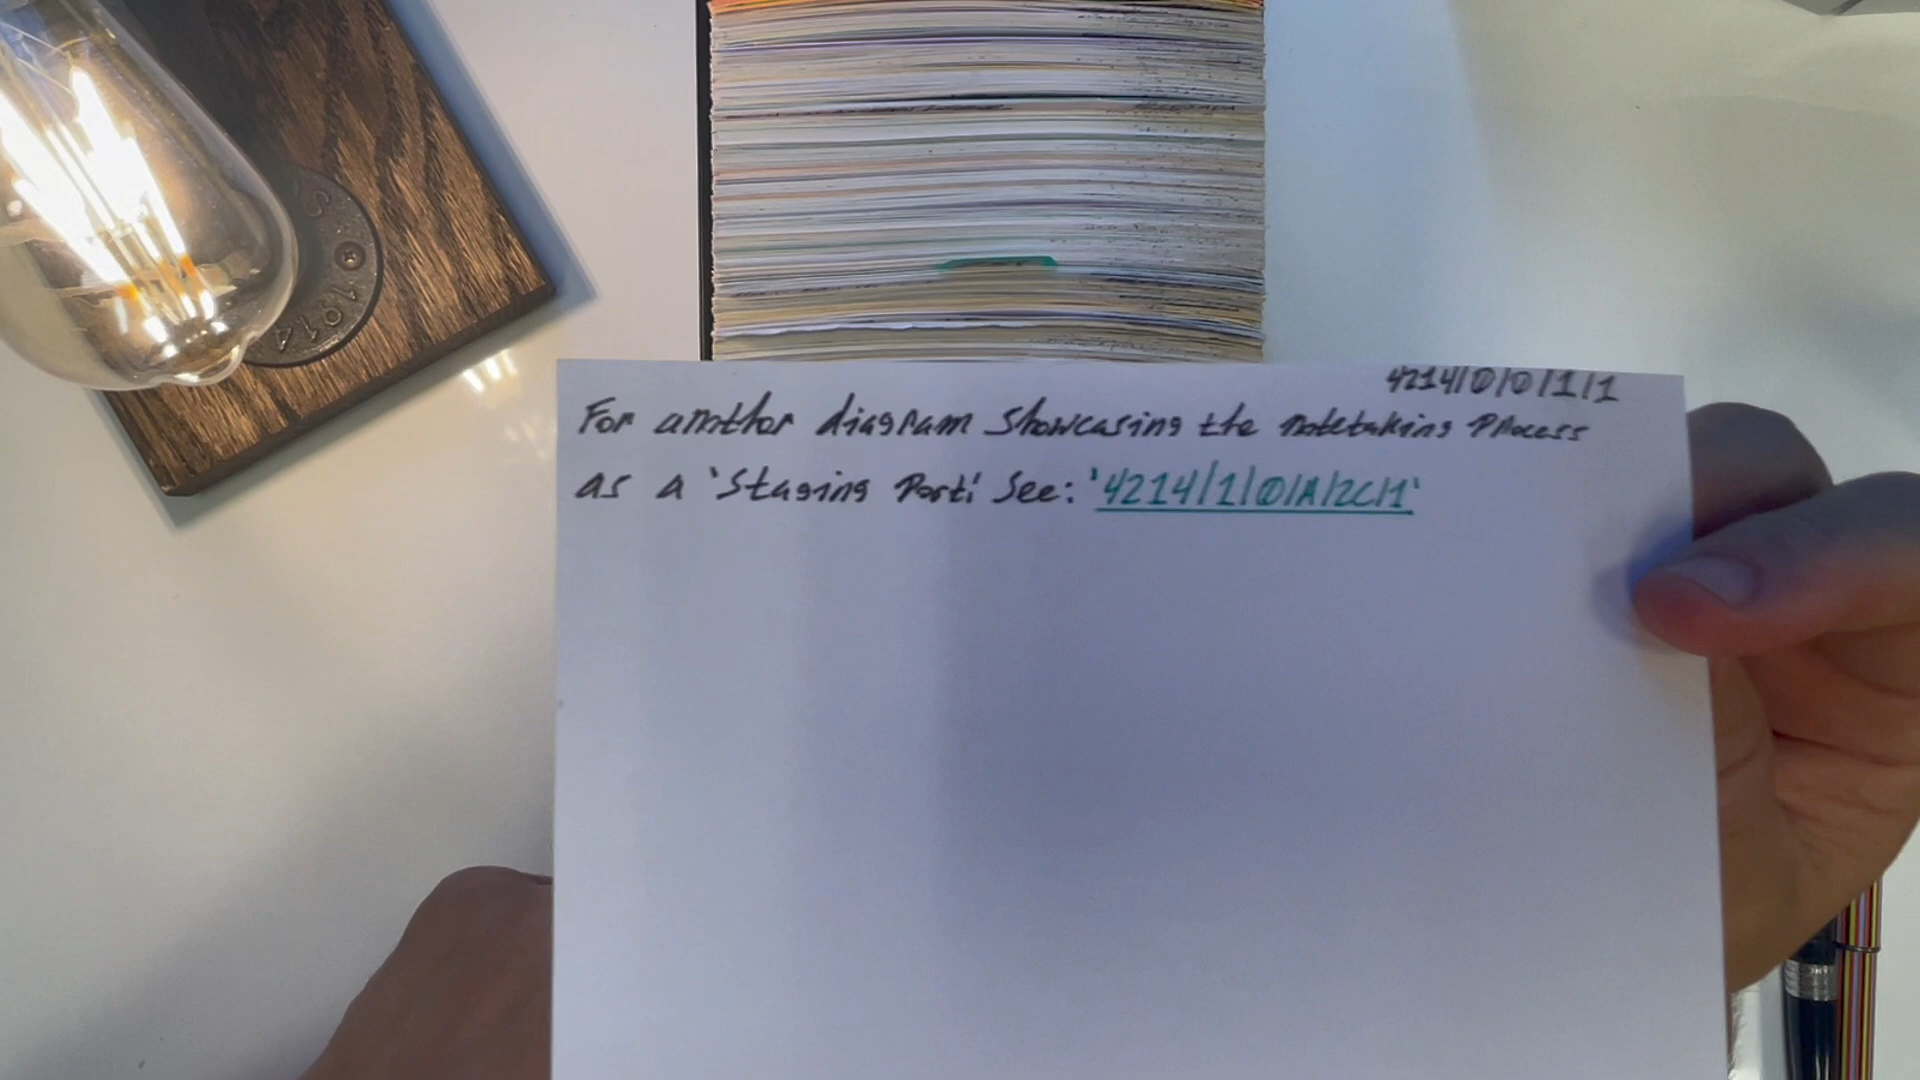 4214/0/0/1/1
For another diagram showcasing the notetaking process
as a 'Staging Port' see: '4214/1/0/A/2C/1'
1914